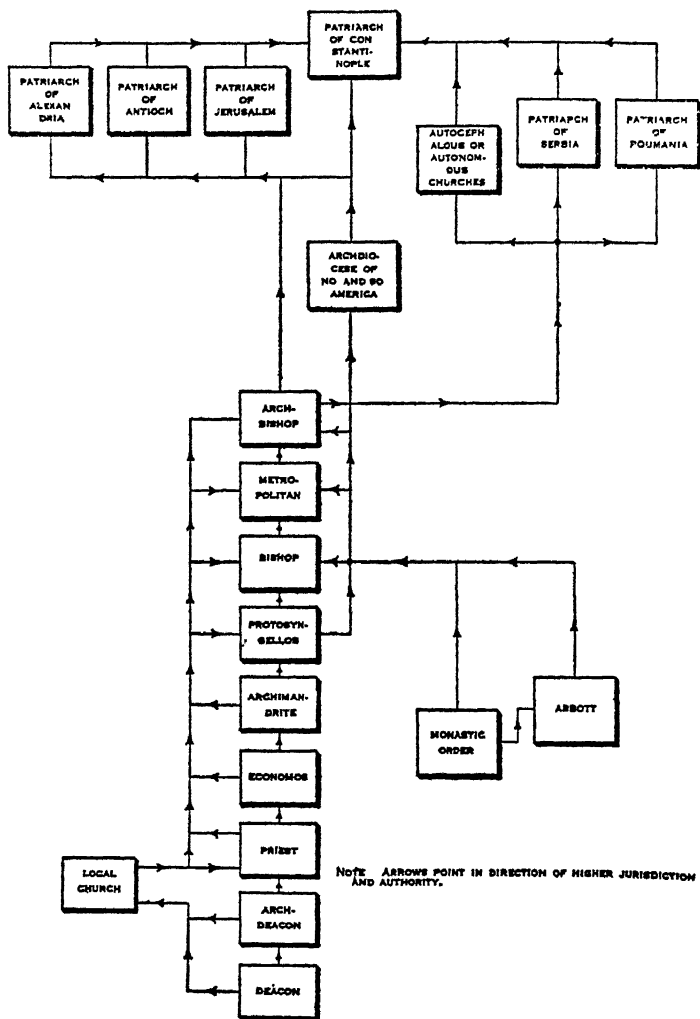 PATRIARCH
OF CON
STANTI-
NOPLE
PATRIARCH
OF
ALEXAN
DRIA
PATRIARCH
OF
ANTIOCH
PATRIARCH
OF
JERUSALEM
AUTOCEPH
ALOUS OR
AUTONOM-
OUS
CHURCHES
PATRIARCH
OF
SERBIA
PATRIARCH
OF
ROUMANIA
ARCHDIO-
CESE OF
NO AND SO
AMERICA
ARCH-
BISHOP
METRO-
POLITAN
BISHOP
PROTOSYN-
GELLOS
ARCHIMAN-
DRITE
ABBOTT
MONASTIC
ORDER
ECONOMOS
PRIEST
LOCAL
CHURCH
NOTE ARROWS POINT IN DIRECTION OF HIGHER JURISDICTION
AND AUTHORITY.
ARCH-
DEACON
DEACON